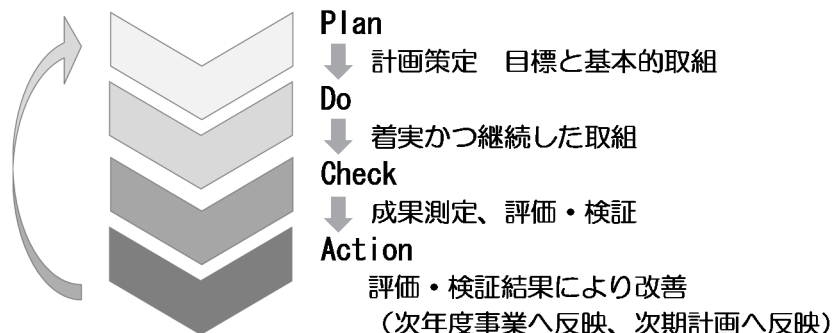 Plan
計画策定　目標と基本的取組
Do
着実かつ継続した取組
Check
成果測定、評価・検証
Action
評価・検証結果により改善
（次年度事業へ反映、次期計画へ反映）